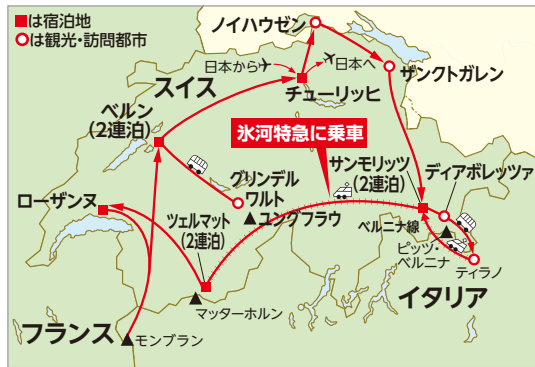 ■は宿泊地
●は観光・訪問都市
ノイハウゼン
日本から
日本へ
ザンクトガレン
スイス
チューリッヒ
ベルン
(2連泊)
氷河特急に乗車
グリンデル
ワルト
▲ユングフラウ
サンモリッツ
(2連泊)
ディアボレッツァ
ローザンヌ
ツェルマット
(2連泊)
ベルニナ線
ピッツ・
ベルニナ
ティラノ
イタリア
マッターホルン
フランス
モンブラン